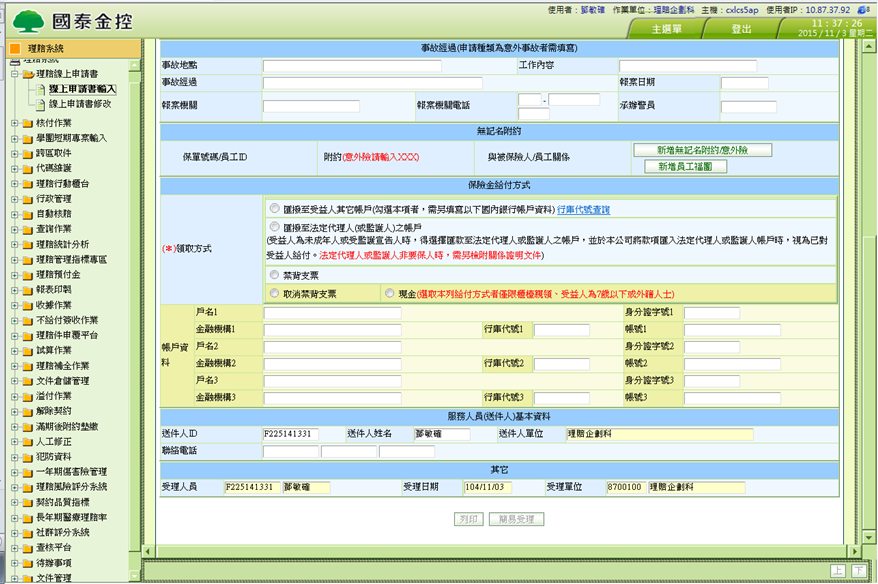 國泰金控
使用者：鄧敏確 作業單位：理賠企劃科 主機：cxlcs5ap 使用者IP：10.87.37.92
主選單 登出 11：37：26
2015 / 11 / 3 星期二
理賠系統
理賠系統
理賠線上申請書
線上申請書輸入
線上申請書修改
核付作業
學團短期專案輸入
跨區取件
代碼維護
理賠行動櫃台
行政管理
自動核賠
查詢作業
理賠統計分析
理賠管理指標專區
理賠預付金
報表印製
收據作業
不給付簽收作業
理賠件申覆平台
試算作業
理賠補全作業
文件倉儲管理
溢付作業
解除契約
滿期後附約墊繳
人工修正
犯防資料
一年期傷害險管理
理賠風險評分系統
契約品質指標
長年期醫療理賠率
社群評分系統
查核平台
待辦事項
文件管理
事故經過(申請種類為意外事故者需填寫)
事故地點 工作內容
事故經過 報案日期
報案機關 報案機關電話 - 承辦警員
無記名附約
保單號碼/員工ID 附約(意外險請輸入XXX) 與被保險人/員工關係 新增無記名附約/意外險
新增員工福團
保險金給付方式
(*)領取方式
匯撥至受益人其它帳戶(勾選本項者，需另填寫以下國內銀行帳戶資料) 行庫代號查詢
匯撥至法定代理人(或監護人)之帳戶
(受益人為未成年人或受監護宣告人時，得選擇匯款至法定代理人或監護人之帳戶，並於本公司將款項匯入法定代理人或監護人帳戶時，視為已對
受益人給付。法定代理人或監護人非要保人時，需另檢附關係證明文件)
禁背支票
取消禁背支票 現金(選取本列給付方式者僅限櫃檯親領、受益人為7歲以下或外籍人士)
帳戶資料
戶名1 身分證字號1
金融機構1 行庫代號1 帳號1
戶名2 身分證字號2
金融機構2 行庫代號2 帳號2
戶名3 身分證字號3
金融機構3 行庫代號3 帳號3
服務人員(送件人)基本資料
送件人ID F225141331 送件人姓名 鄧敏確 送件人單位 理賠企劃科
聯絡電話
其它
受理人員 F225141331 鄧敏確 受理日期 104/11/03 受理單位 8700100 理賠企劃科
列印 簡易受理
上 下